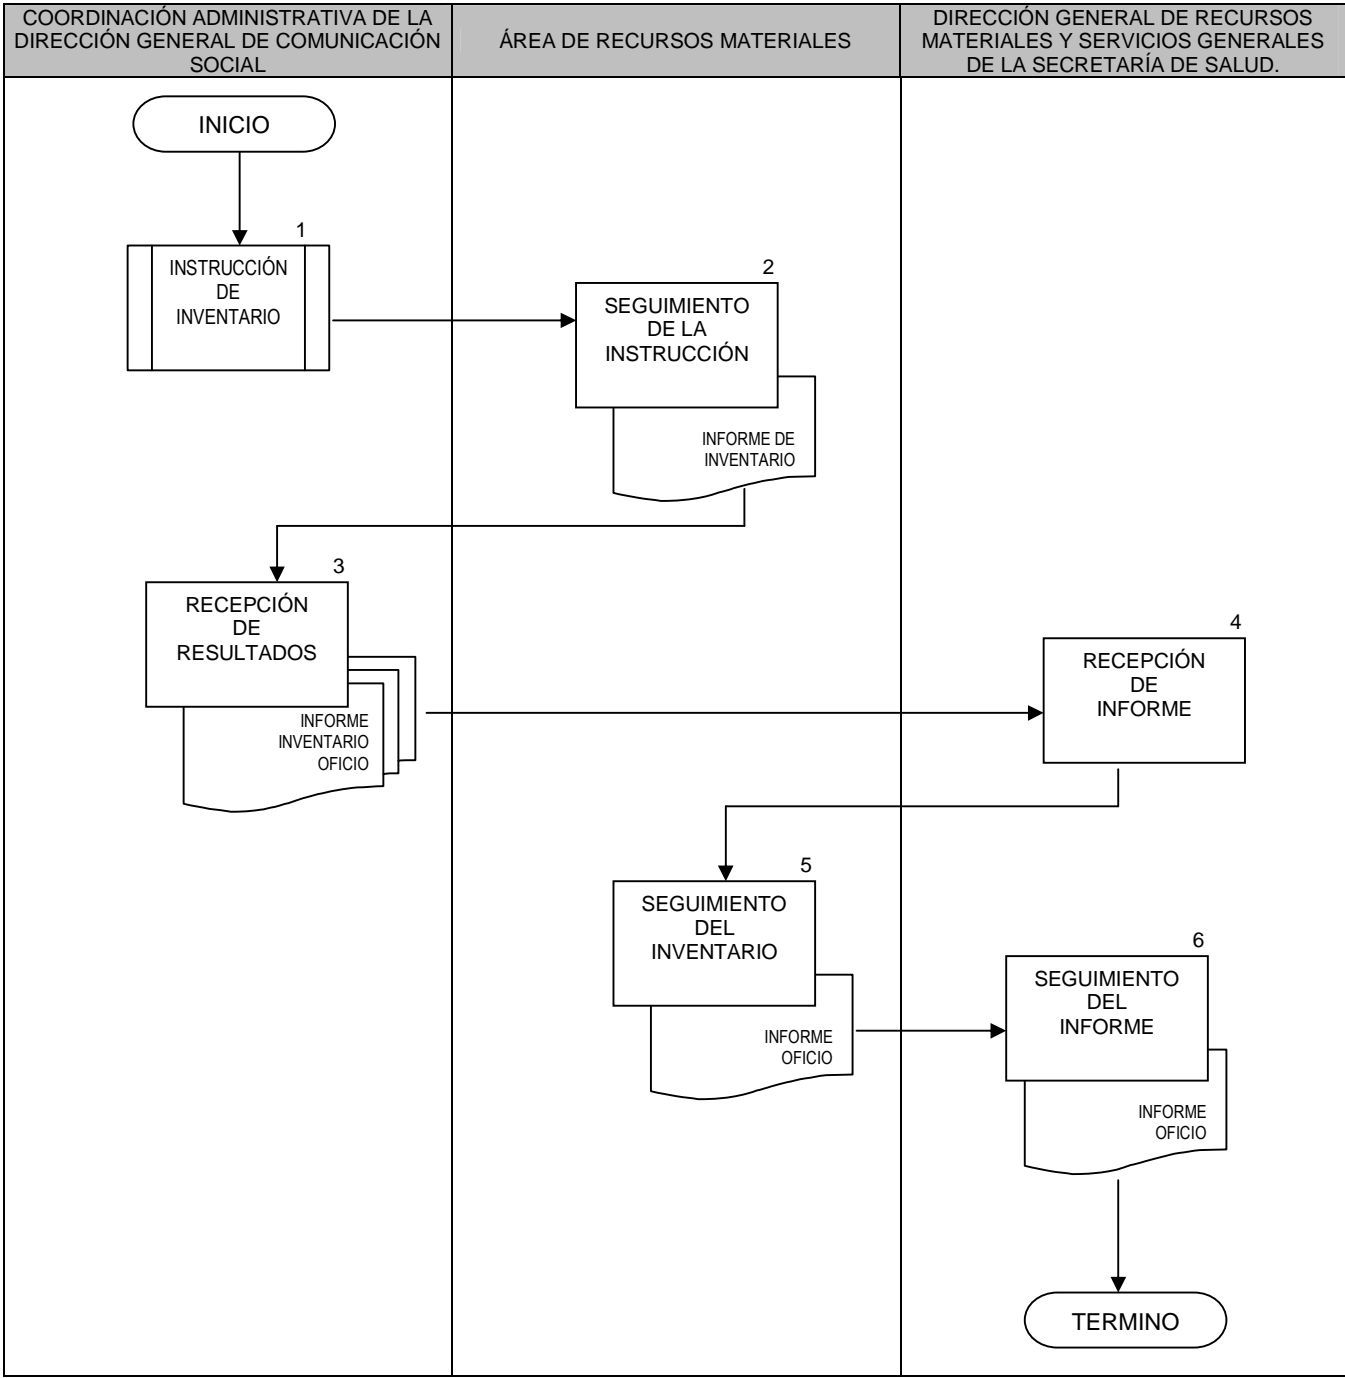 COORDINACIÓN ADMINISTRATIVA DE LA
DIRECCIÓN GENERAL DE COMUNICACIÓN
SOCIAL
ÁREA DE RECURSOS MATERIALES
DIRECCIÓN GENERAL DE RECURSOS
MATERIALES Y SERVICIOS GENERALES
DE LA SECRETARÍA DE SALUD.
INICIO
1
INSTRUCCIÓN
DE
INVENTARIO
2
SEGUIMIENTO
DE LA
INSTRUCCIÓN
INFORME DE
INVENTARIO
3
RECEPCIÓN
DE
RESULTADOS
INFORME
INVENTARIO
OFICIO
4
RECEPCIÓN
DE
INFORME
5
SEGUIMIENTO
DEL
INVENTARIO
INFORME
OFICIO
6
SEGUIMIENTO
DEL
INFORME
INFORME
OFICIO
TERMINO